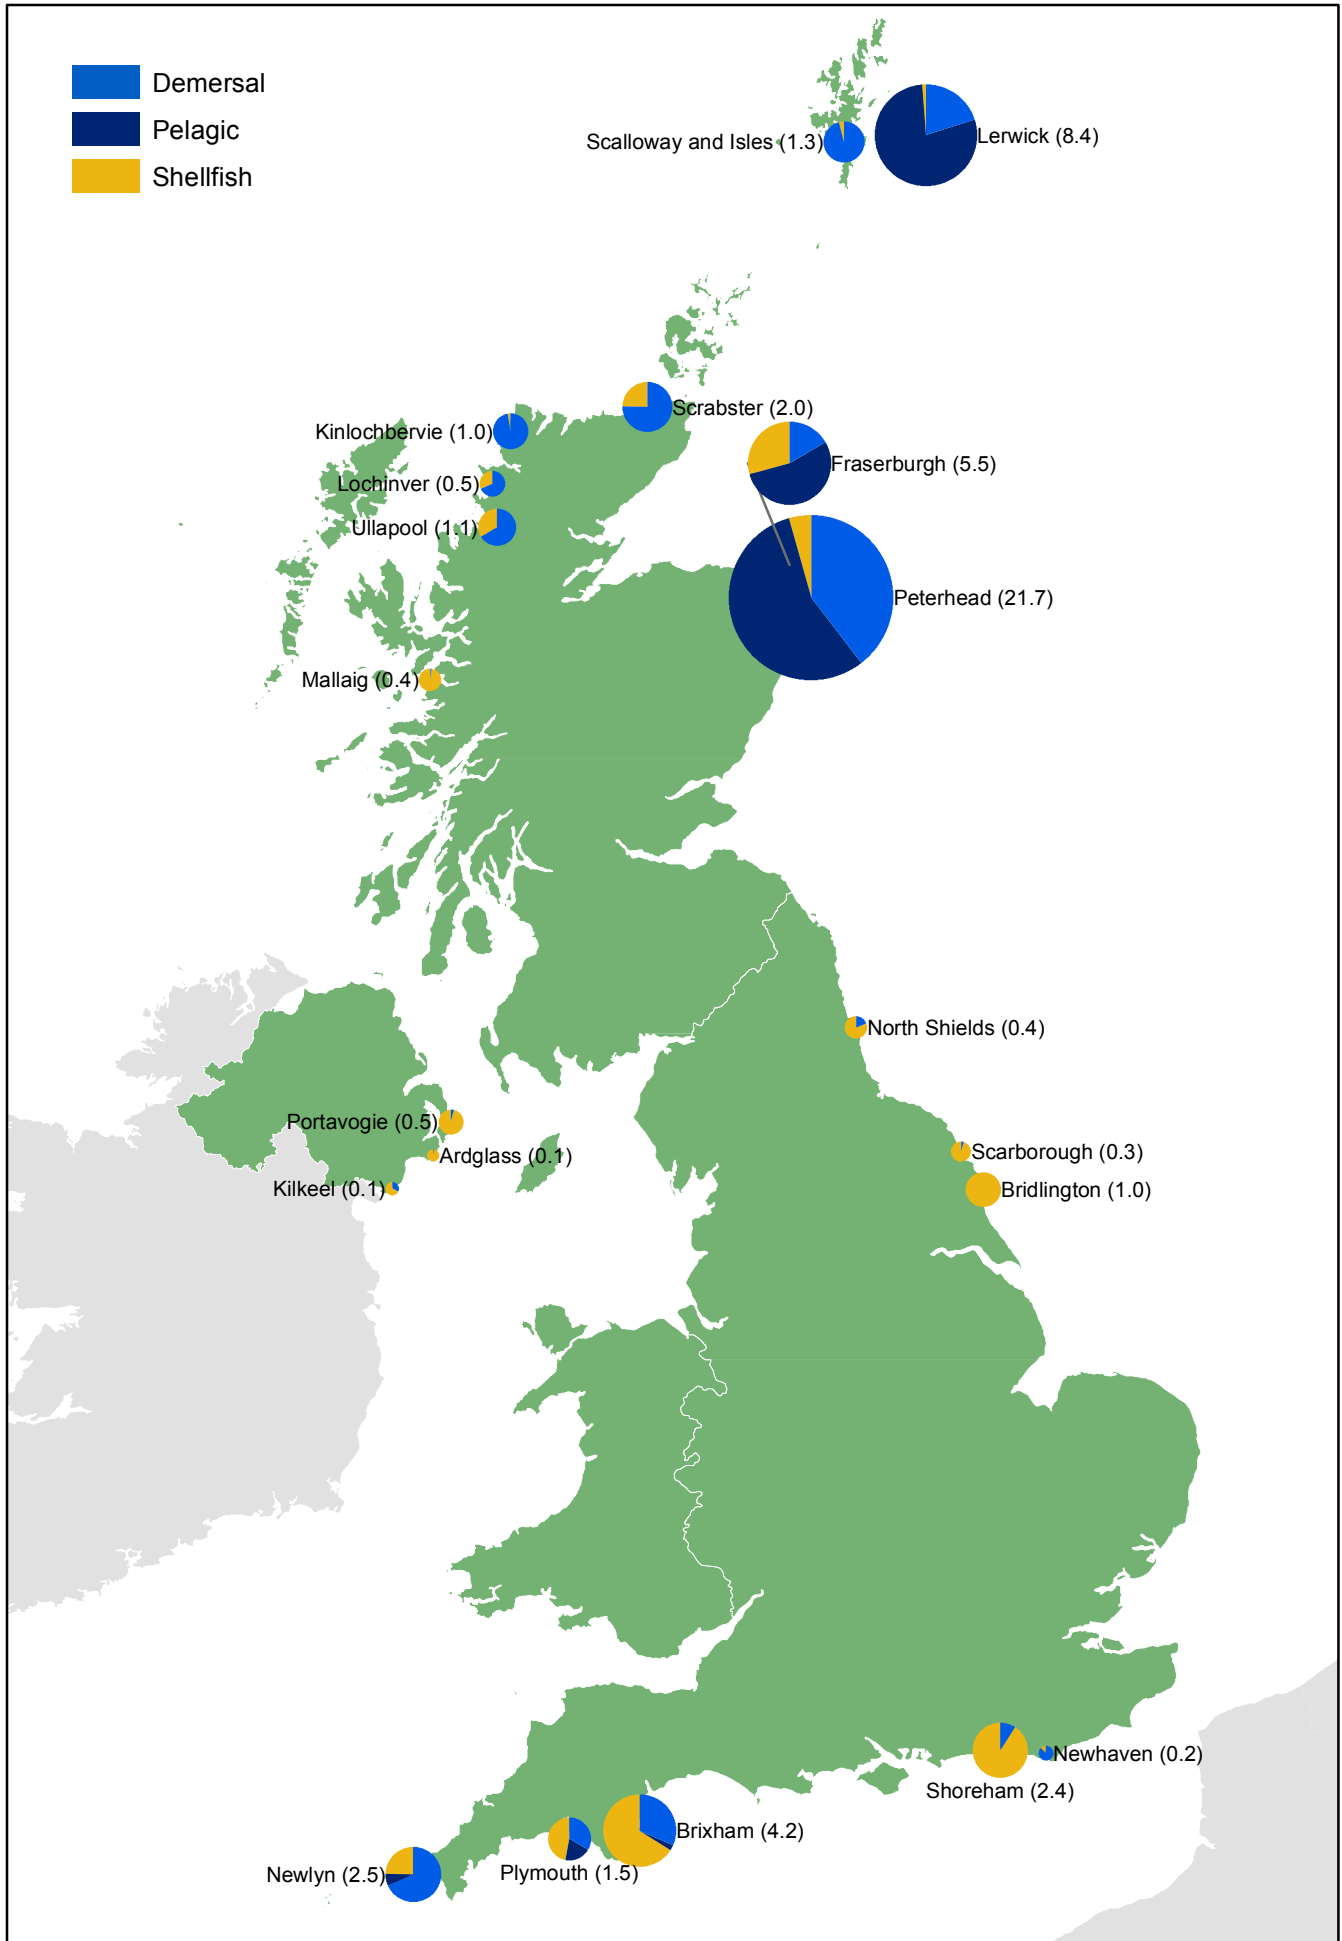 Demersal
Pelagic
Shellfish
Scalloway and Isles (1.3)
Lerwick (8.4)
Scrabster (2.0)
Kinlochbervie (1.0)
Fraserburgh (5.5)
Lochinver (0.5)
Ullapool (1.1)
Peterhead (21.7)
Mallaig (0.4)
North Shields (0.4)
Portavogie (0.5)
Ardglass (0.1)
Scarborough (0.3)
Kilkeel (0.1)
Bridlington (1.0)
Newhaven (0.2)
Shoreham (2.4)
Brixham (4.2)
Plymouth (1.5)
Newlyn (2.5)